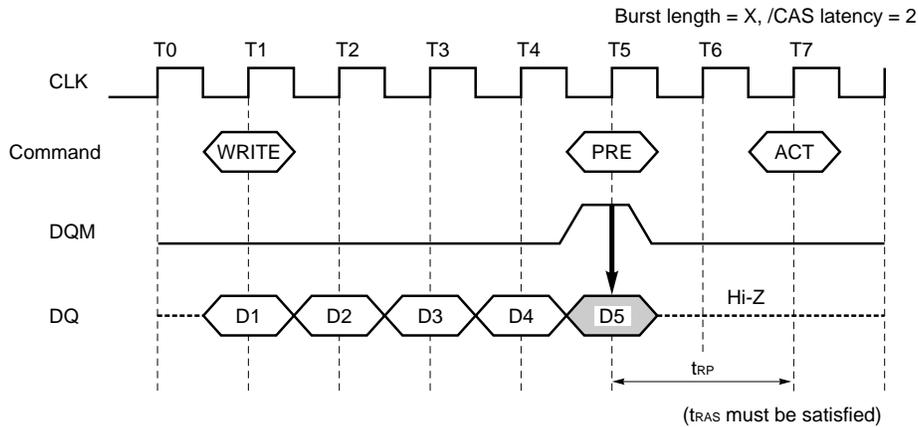 Burst length = X, /CAS latency = 2
T0 T1 T2 T3 T4 T5 T6 T7
CLK
Command WRITE PRE ACT
DQM
DQ D1 D2 D3 D4 D5 Hi-Z
tRP
(tRAS must be satisfied)